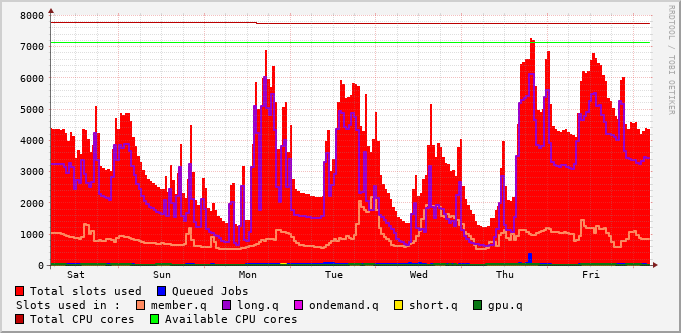 8000
7000
6000
5000
4000
3000
2000
1000
0
Sat Sun Mon Tue Wed Thu Fri
RRDTOOL / TOBI OETIKER
Total slots used Queued Jobs
Slots used in : member.q long.q ondemand.q short.q gpu.q
Total CPU cores Available CPU cores